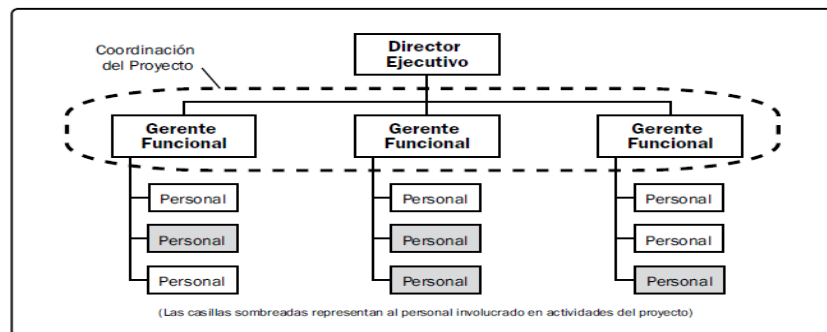 Coordinación
del Proyecto
Director
Ejecutivo
Gerente
Funcional
Gerente
Funcional
Gerente
Funcional
Personal
Personal
Personal
Personal
Personal
Personal
Personal
Personal
Personal
(Las casillas sombreadas representan al personal involucrado en actividades del proyecto)